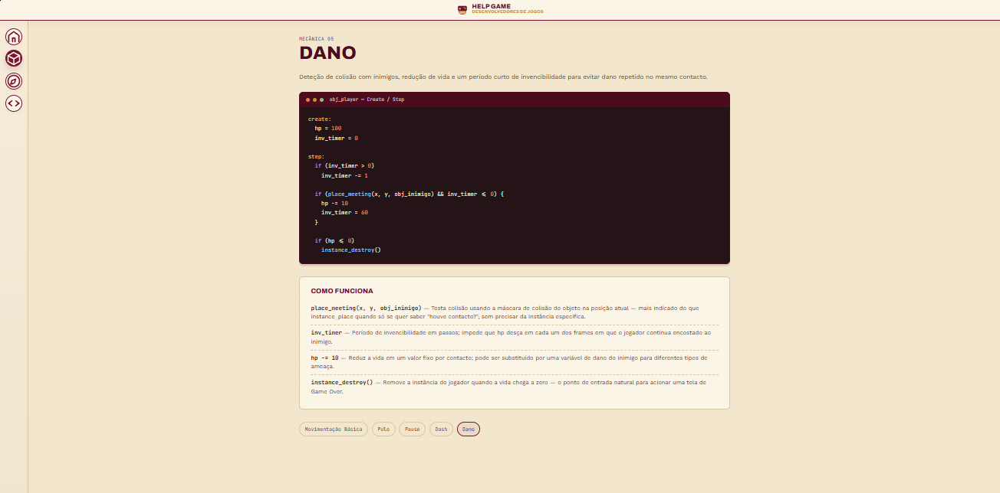 HELP GAME
DESENVOLVEDORES DE JOGOS
MECÂNICA 05
DANO
Deteção de colisão com inimigos, redução de vida e um período curto de invencibilidade para evitar dano repetido no mesmo contacto.
obj_player — Create / Step
create:
hp = 100
inv_timer = 0
step:
if (inv_timer > 0)
inv_timer -= 1
if (place_meeting(x, y, obj_inimigo) && inv_timer <= 0) {
hp -= 10
inv_timer = 60
}
if (hp <= 0)
instance_destroy()
COMO FUNCIONA
place_meeting(x, y, obj_inimigo) — Testa colisão usando a máscara de colisão do objeto na posição atual — mais indicado do que
instance_place quando só se quer saber "houve contacto?", sem precisar da instância específica.
inv_timer — Período de invencibilidade em passos; impede que hp desça em cada um dos frames em que o jogador continua encostado ao
inimigo.
hp -= 10 — Reduz a vida em um valor fixo por contacto; pode ser substituído por uma variável de dano do inimigo para diferentes tipos de
ameaça.
instance_destroy() — Remove a instância do jogador quando a vida chega a zero — o ponto de entrada natural para acionar uma tela de
Game Over.
Movimentação Básica Pulo Pause Dash Dano